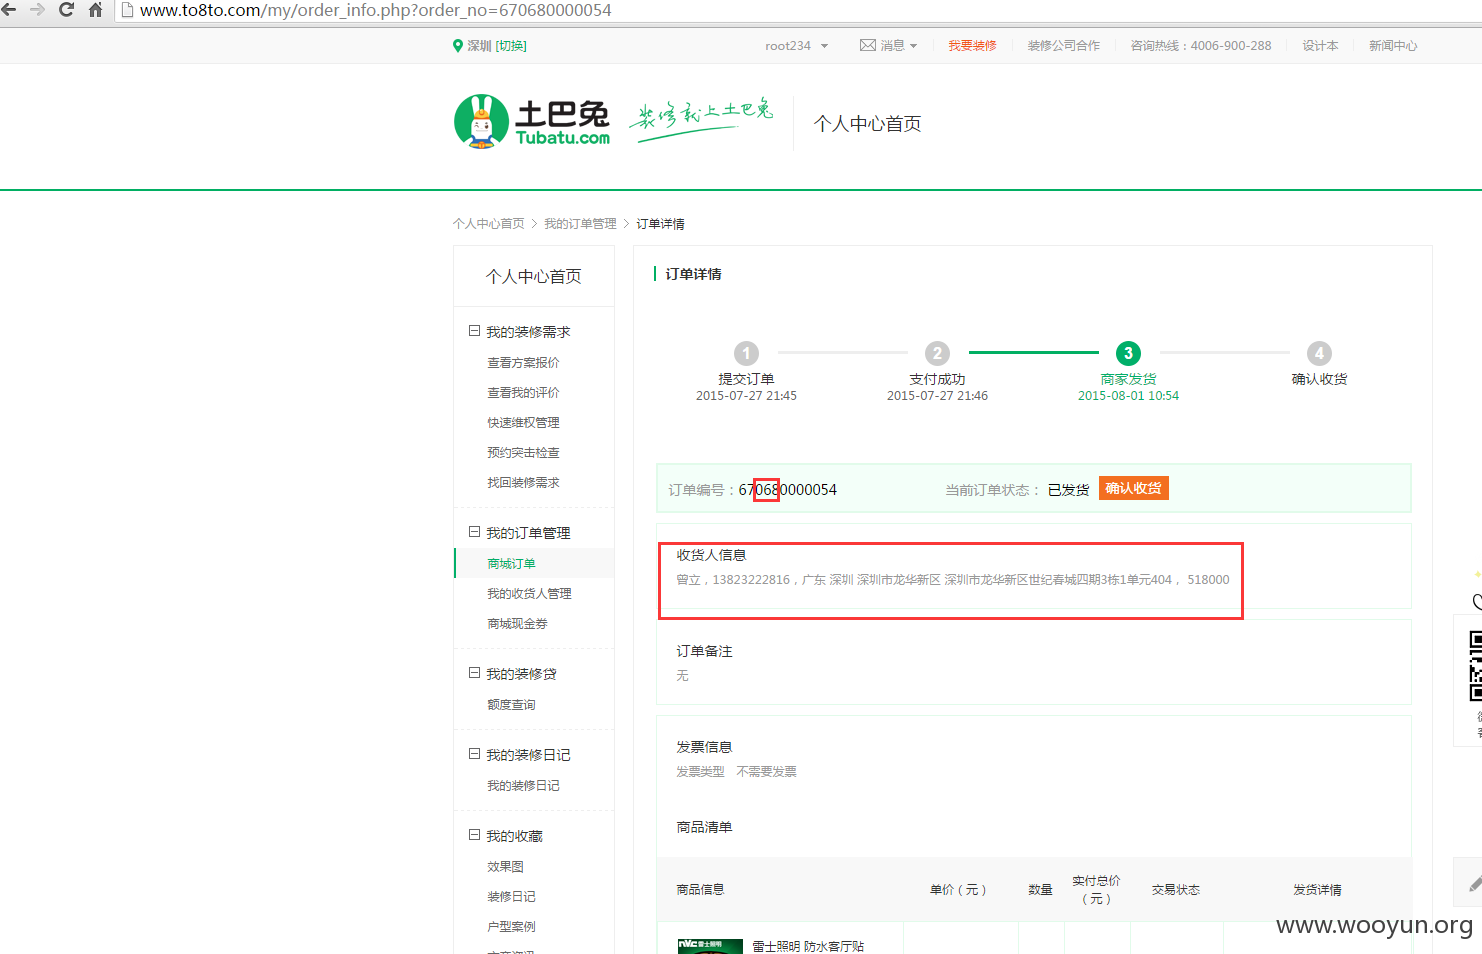 www.to8to.com/my/order_info.php?order_no=670680000054
深圳 [切换]
root234
消息
我要装修
装修公司合作
咨询热线：4006-900-288
设计本
新闻中心
土巴兔
Tubatu.com
装修就上土巴兔
个人中心首页
个人中心首页 > 我的订单管理 > 订单详情
个人中心首页
我的装修需求
查看方案报价
查看我的评价
快速维权管理
预约突击检查
找回装修需求
我的订单管理
商城订单
我的收货人管理
商城现金券
我的装修贷
额度查询
我的装修日记
我的装修日记
我的收藏
效果图
装修日记
户型案例
订单详情
1
提交订单
2015-07-27 21:45
2
支付成功
2015-07-27 21:46
3
商家发货
2015-08-01 10:54
4
确认收货
订单编号：670680000054
当前订单状态： 已发货 确认收货
收货人信息
曾立，13823222816，广东 深圳 深圳市龙华新区 深圳市龙华新区世纪春城四期3栋1单元404， 518000
订单备注
无
发票信息
发票类型 不需要发票
商品清单
商品信息
单价（元）
数量
实付总价
（元）
交易状态
发货详情
nVc 雷士照明
雷士照明 防水客厅贴
www.wooyun.org